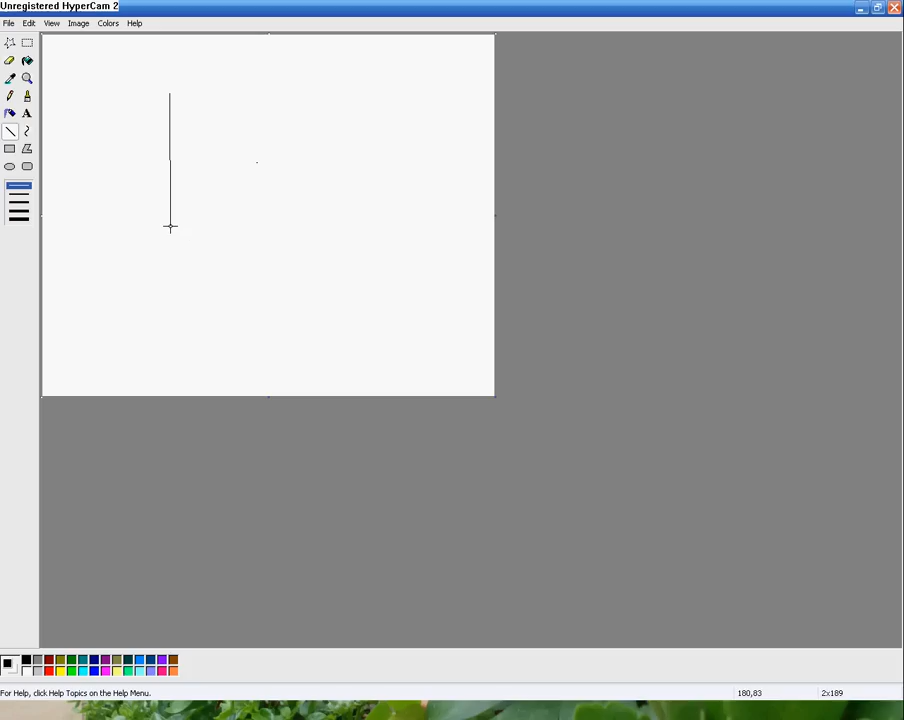 Unregistered HyperCam 2
File Edit View Image Colors Help
A
For Help, click Help Topics on the Help Menu.
180,83
2x189